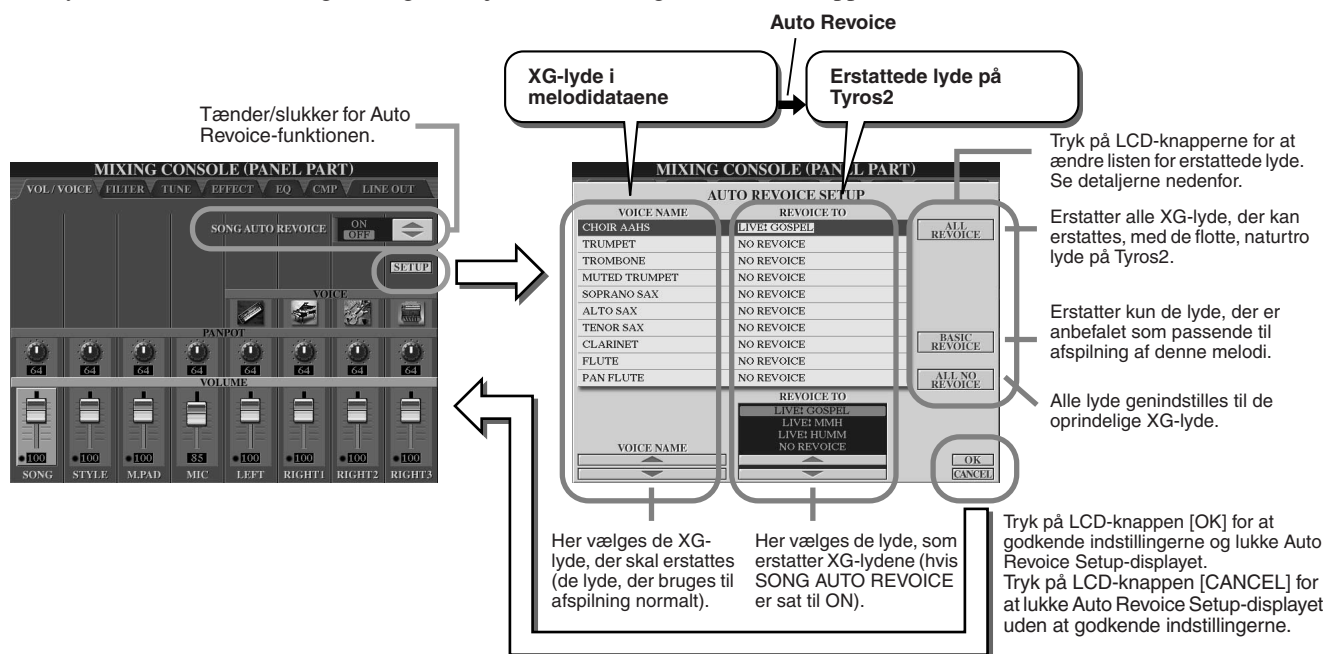 Auto Revoice
XG-lyde i
melodidataene
Erstattede lyde på
Tyros2
Tænder/slukker for Auto
Revoice-funktionen.
MIXING CONSOLE (PANEL PART)
VOL / VOICE FILTER TUNE EFFECT EQ CMP LINE OUT
SONG AUTO REVOICE
ON
OFF
SETUP
VOICE
PANPOT
64 64 64 64 64 64 64 64
VOLUME
100 100 100 85 100 100 100 100
SONG STYLE M.PAD MIC LEFT RIGHT1 RIGHT2 RIGHT3
MIXING CONSOLE (PANEL PART)
AUTO REVOICE SETUP
VOICE NAME REVOICE TO
CHOIR AAHS LIVE! GOSPEL
TRUMPET NO REVOICE
TROMBONE NO REVOICE
MUTED TRUMPET NO REVOICE
SOPRANO SAX NO REVOICE
ALTO SAX NO REVOICE
TENOR SAX NO REVOICE
CLARINET NO REVOICE
FLUTE NO REVOICE
PAN FLUTE NO REVOICE
REVOICE TO
LIVE! GOSPEL
LIVE! MMH
LIVE! HUMM
NO REVOICE
VOICE NAME
ALL
REVOICE
BASIC
REVOICE
ALL NO
REVOICE
OK
CANCEL
Tryk på LCD-knapperne for at
ændre listen for erstattede lyde.
Se detaljerne nedenfor.
Erstatter alle XG-lyde, der kan
erstattes, med de flotte, naturtro
lyde på Tyros2.
Erstatter kun de lyde, der er
anbefalet som passende til
afspilning af denne melodi.
Alle lyde genindstilles til de
oprindelige XG-lyde.
Her vælges de XG-
lyde, der skal erstattes
(de lyde, der bruges til
afspilning normalt).
Her vælges de lyde, som
erstatter XG-lydene (hvis
SONG AUTO REVOICE
er sat til ON).
Tryk på LCD-knappen [OK] for at
godkende indstillingerne og lukke Auto
Revoice Setup-displayet.
Tryk på LCD-knappen [CANCEL] for
at lukke Auto Revoice Setup-displayet
uden at godkende indstillingerne.